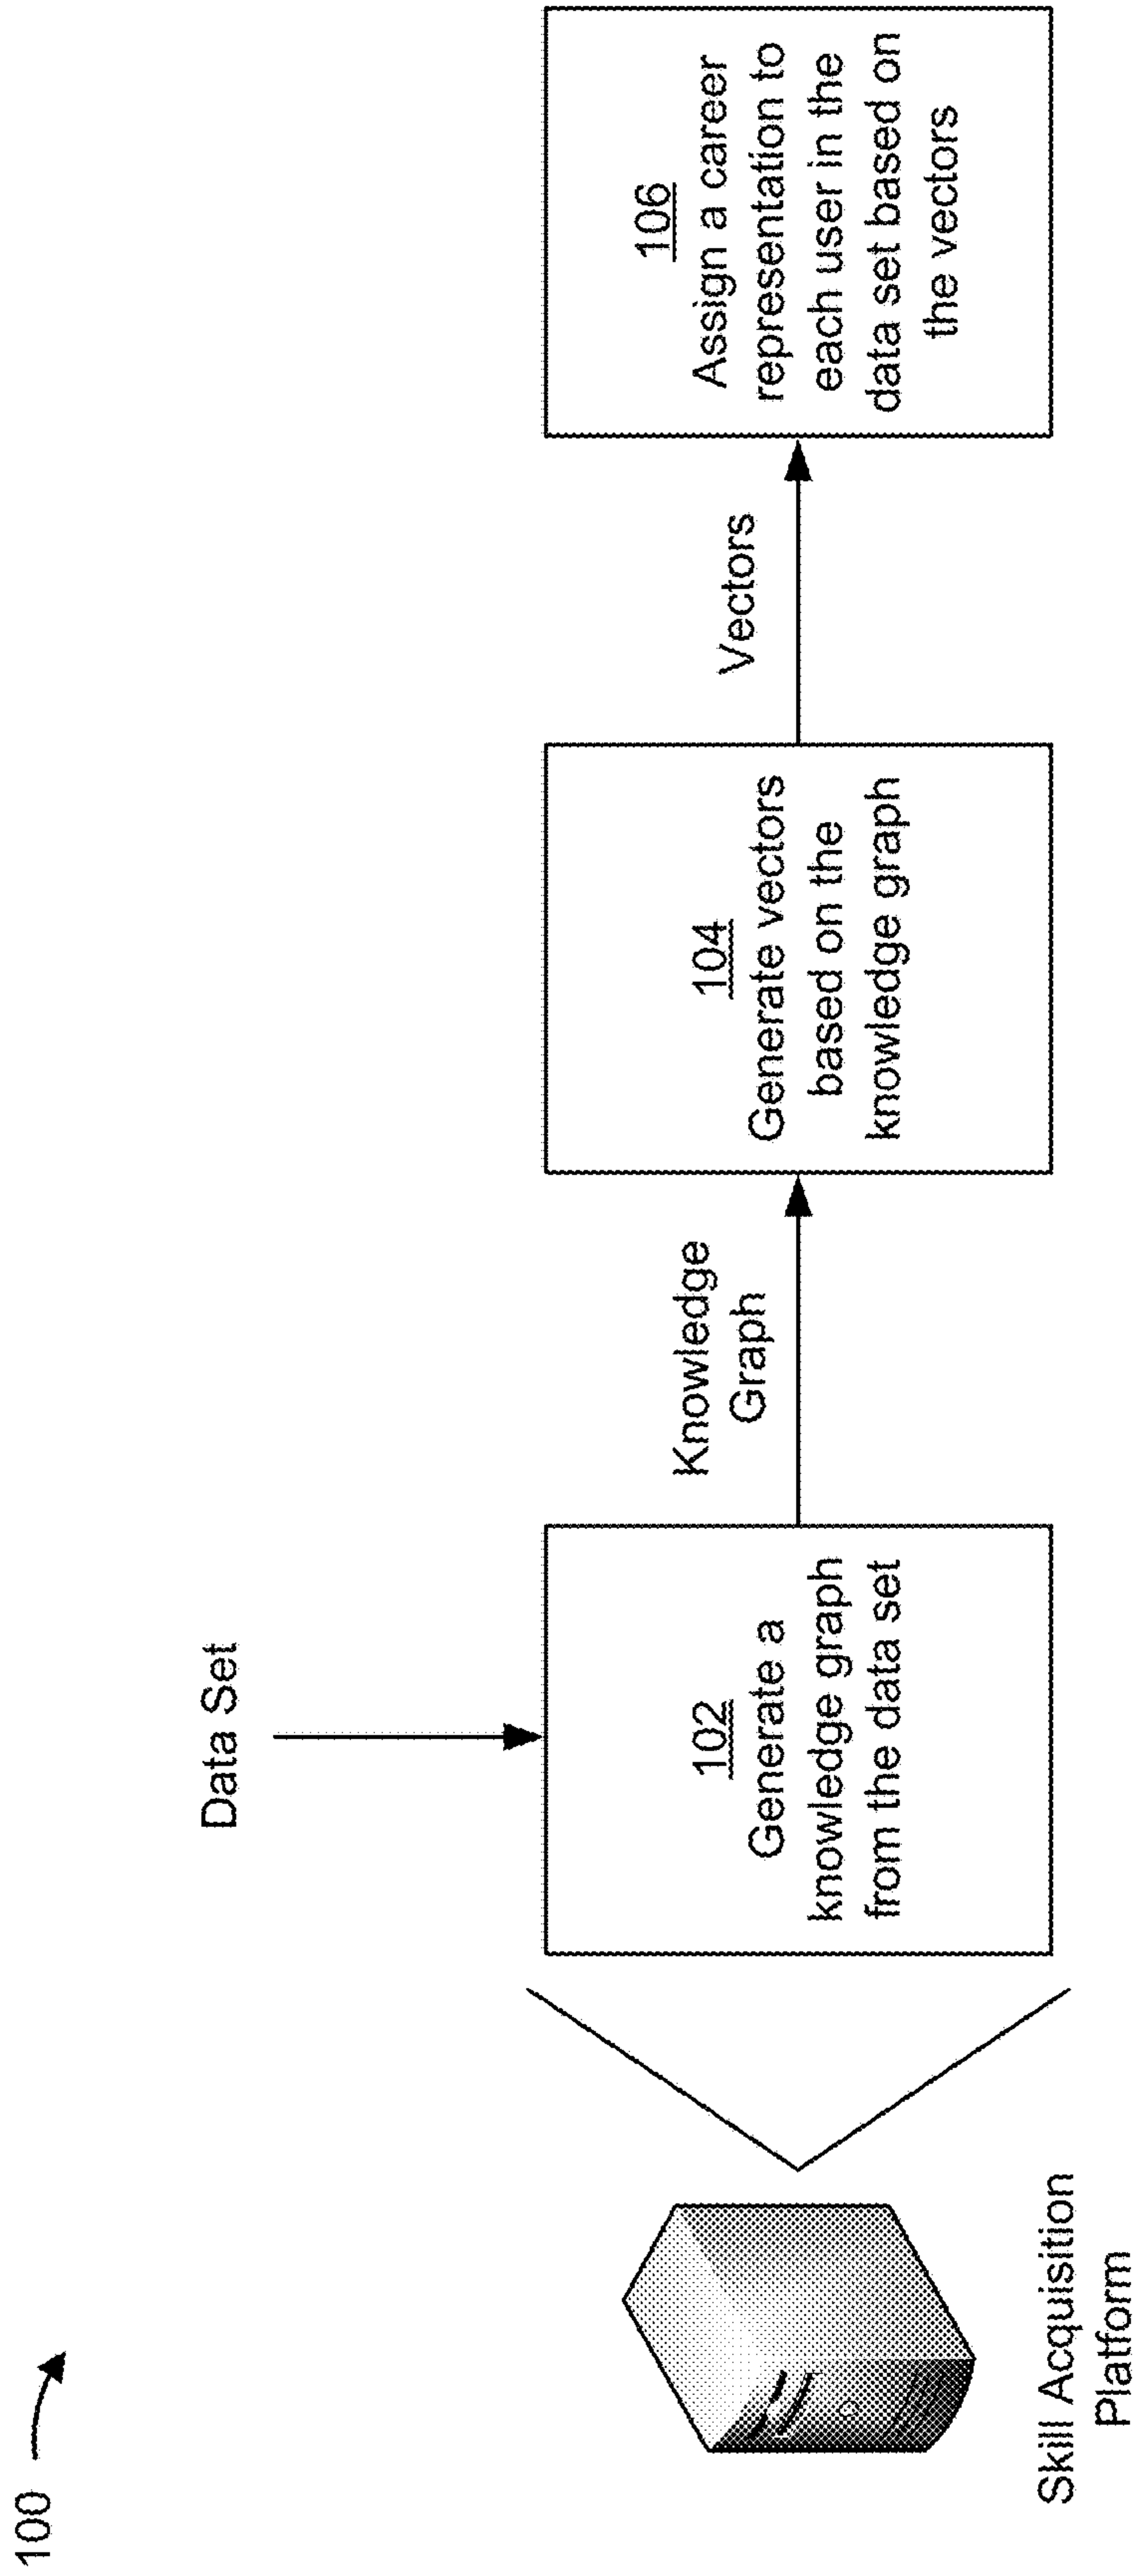 100
Data Set
Skill Acquisition
Platform
102
Generate a
knowledge graph
from the data set
Knowledge
Graph
104
Generate vectors
based on the
knowledge graph
Vectors
106
Assign a career
representation to
each user in the
data set based on
the vectors